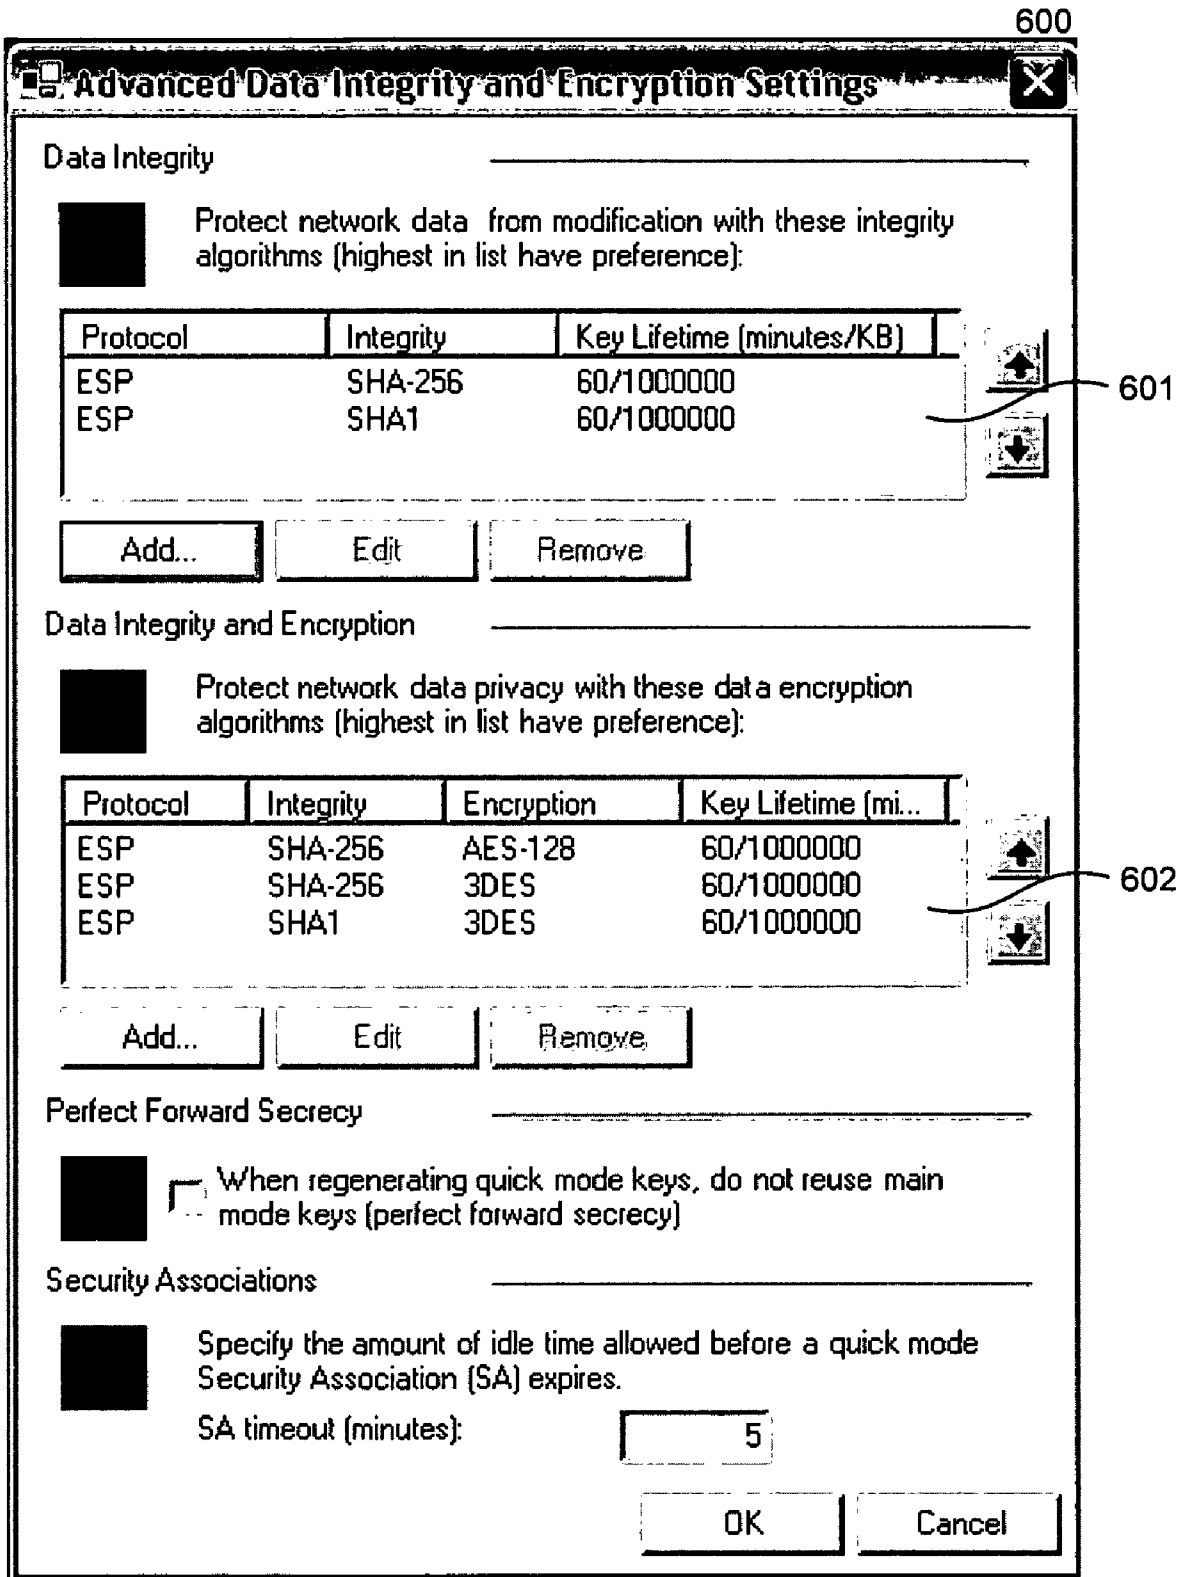 600
Advanced Data Integrity and Encryption Settings
Data Integrity
Protect network data from modification with these integrity
algorithms (highest in list have preference):
Protocol Integrity Key Lifetime (minutes/KB)
ESP SHA-256 60/1000000
601
ESP SHA1 60/1000000
Add... Edit Remove
Data Integrity and Encryption
Protect network data privacy with these data encryption
algorithms (highest in list have preference):
Protocol Integrity Encryption Key Lifetime (mi...
ESP SHA-256 AES-128 60/1000000
ESP SHA-256 3DES 60/1000000
602
ESP SHA1 3DES 60/1000000
Add... Edit Remove
Perfect Forward Secrecy
When regenerating quick mode keys, do not reuse main
mode keys (perfect forward secrecy)
Security Associations
Specify the amount of idle time allowed before a quick mode
Security Association (SA) expires.
SA timeout (minutes): 5
OK Cancel